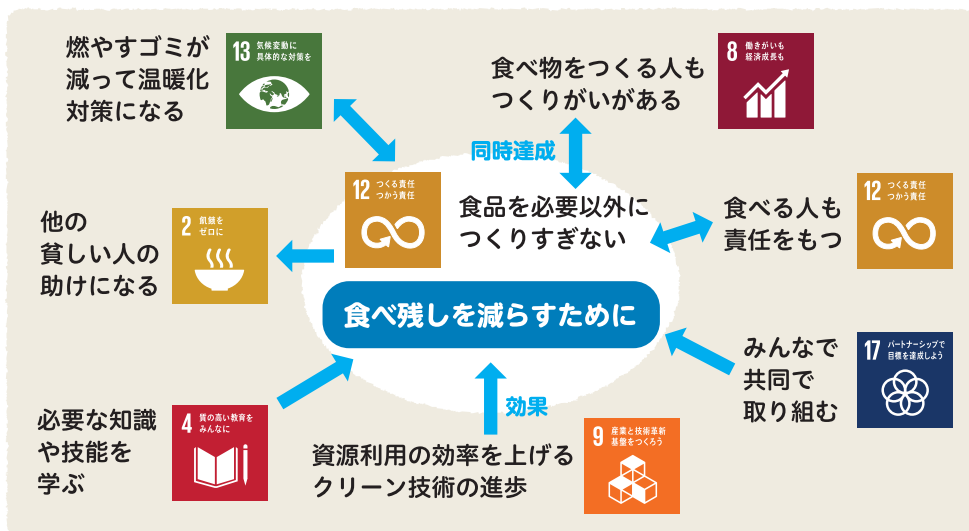 燃やすゴミが
減って温暖化
対策になる
13 気候変動に
具体的な対策を
食べ物をつくる人も
つくりがいがある
8 働きがいも
経済成長も
同時達成
12 つくる責任
つかう責任
食品を必要以外に
つくりすぎない
食べる人も
責任をもつ
12 つくる責任
つかう責任
他の
貧しい人の
助けになる
2 飢餓を
ゼロに
食べ残しを減らすために
みんなで
共同で
取り組む
17 パートナーシップで
目標を達成しよう
必要な知識
や技能を
学ぶ
4 質の高い教育を
みんなに
効果
資源利用の効率を上げる
クリーン技術の進歩
9 産業と技術革新
基盤をつくろう